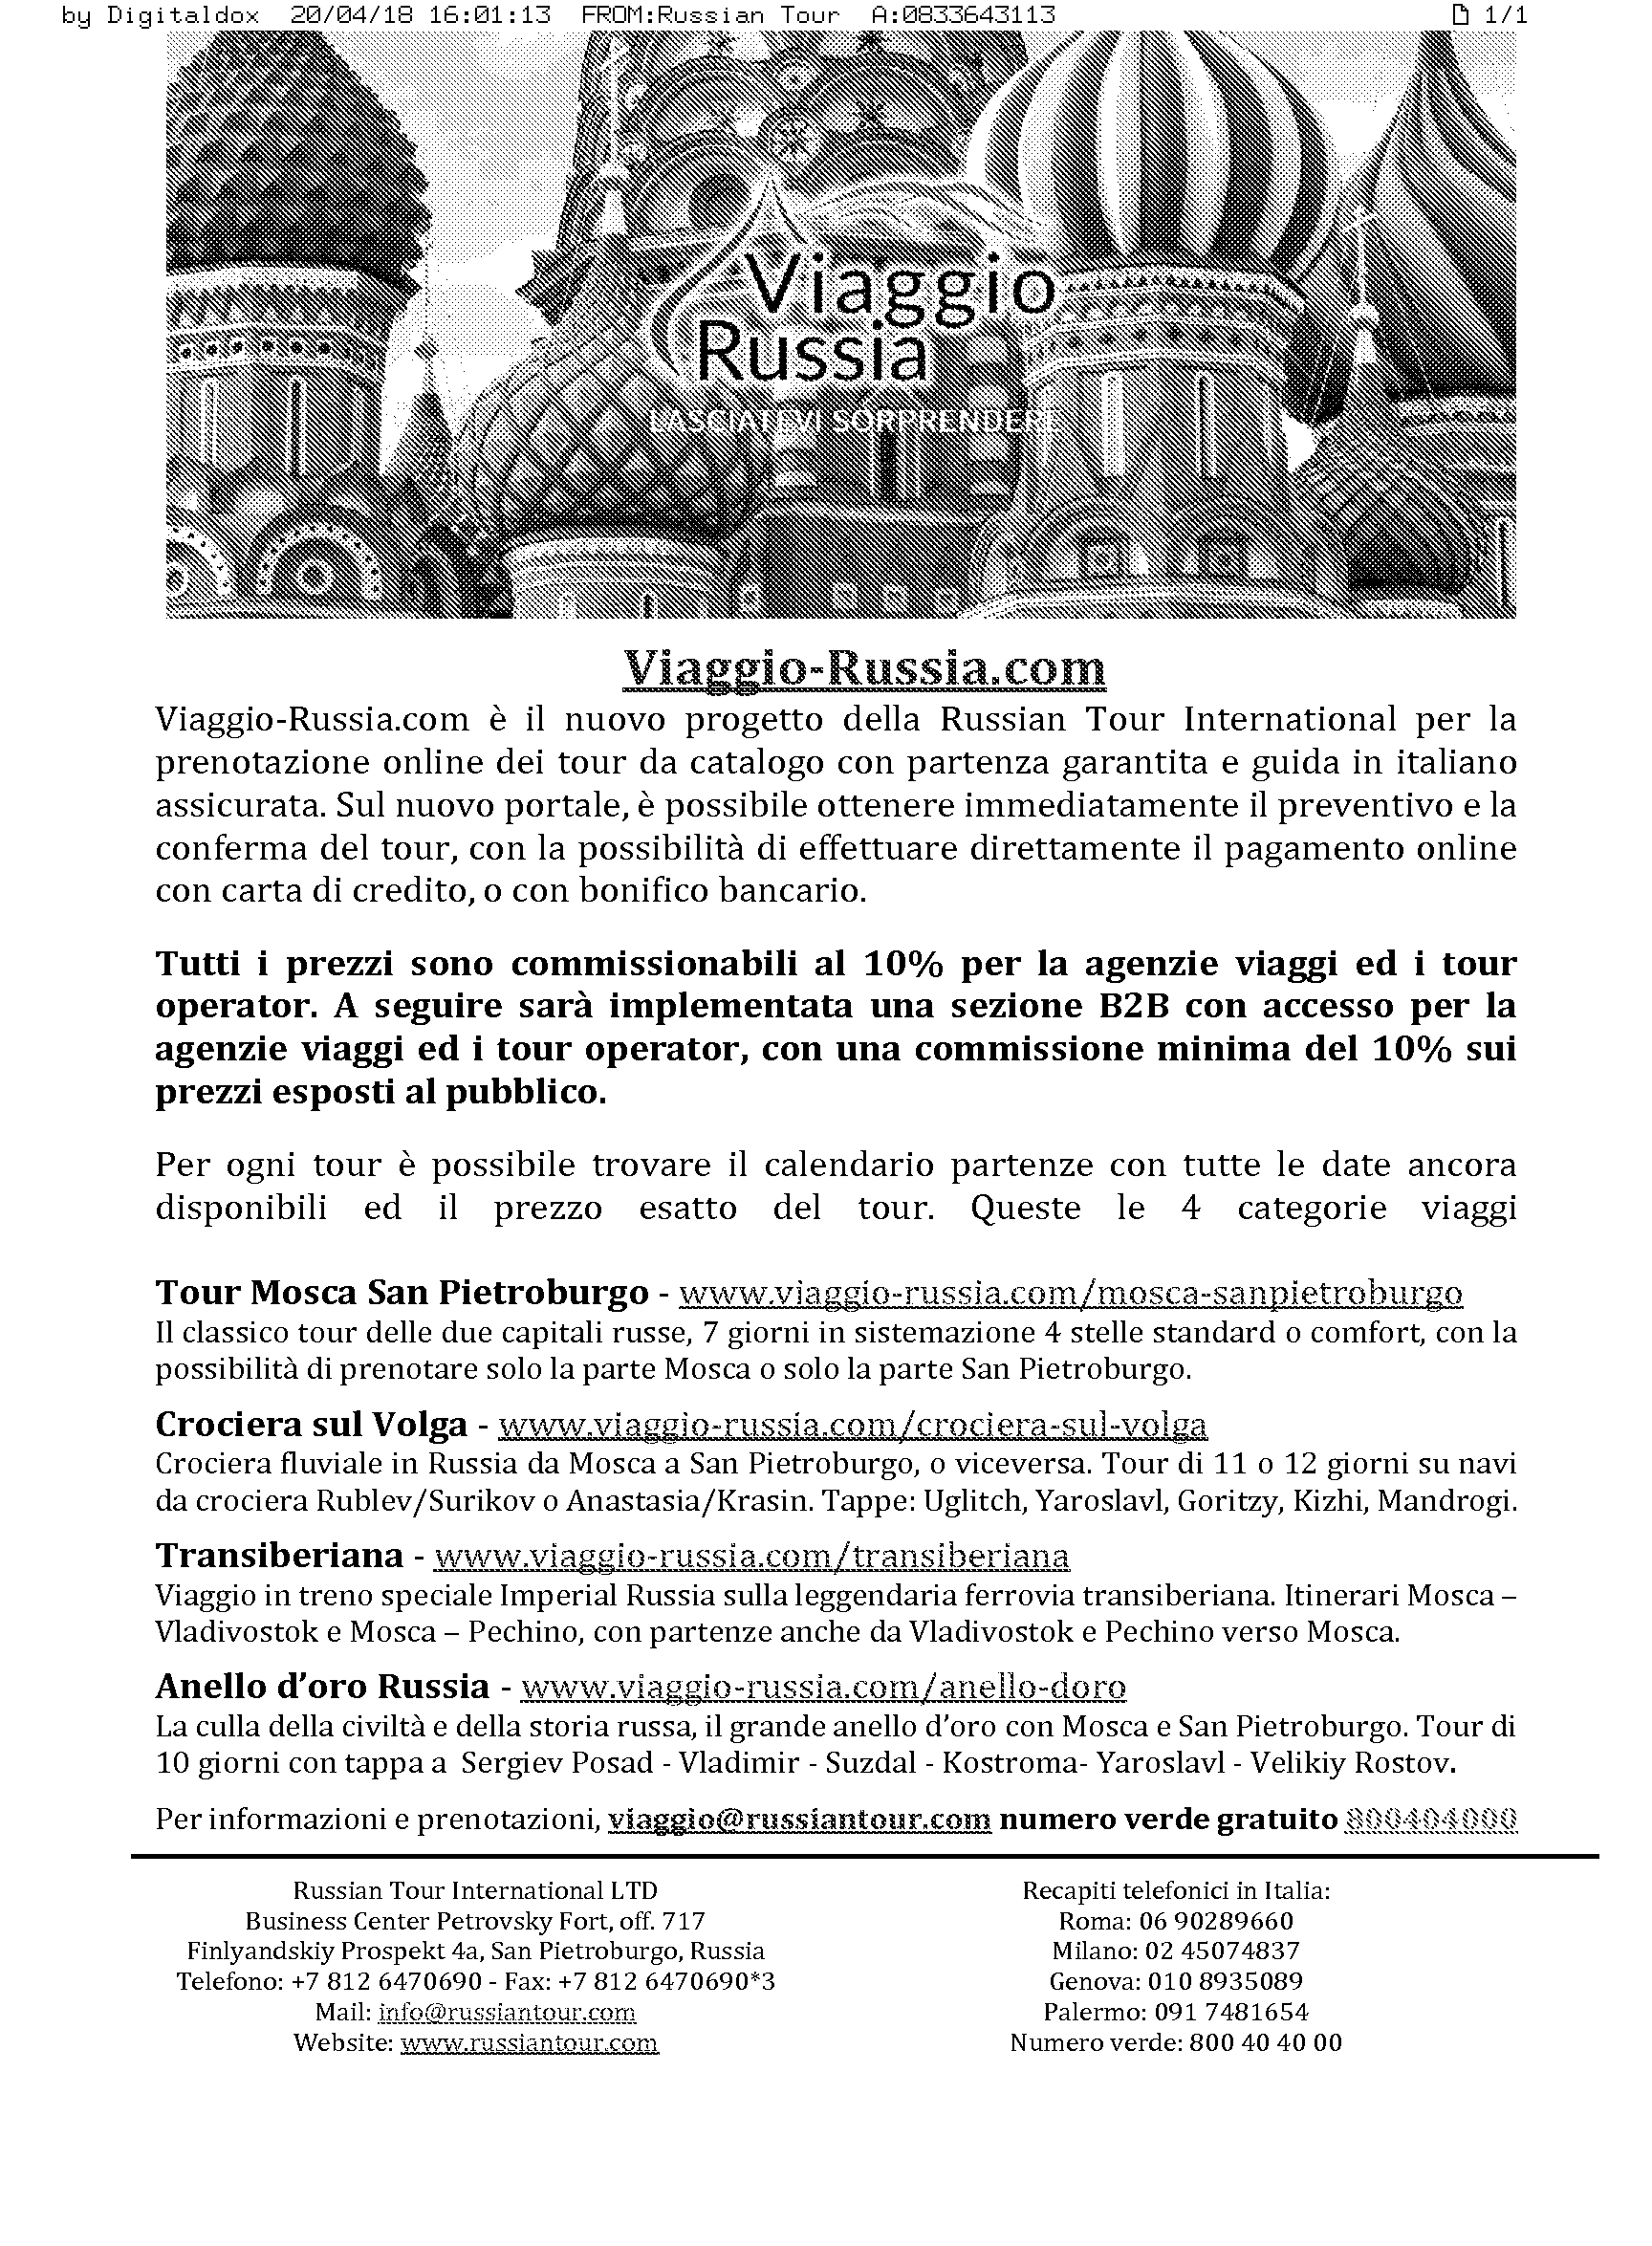 by Digitaldox 20/04/18 16:01:13 FROM:Russian Tour A:0833643113 1/1
Viaggio
Russia
LASCIATEVI SORPRENDERE
Viaggio-Russia.com
Viaggio-Russia.com è il nuovo progetto della Russian Tour International per la
prenotazione online dei tour da catalogo con partenza garantita e guida in italiano
assicurata. Sul nuovo portale, è possibile ottenere immediatamente il preventivo e la
conferma del tour, con la possibilità di effettuare direttamente il pagamento online
con carta di credito, o con bonifico bancario.
Tutti i prezzi sono commissionabili al 10% per la agenzie viaggi ed i tour
operator. A seguire sarà implementata una sezione B2B con accesso per la
agenzie viaggi ed i tour operator, con una commissione minima del 10% sui
prezzi esposti al pubblico.
Per ogni tour è possibile trovare il calendario partenze con tutte le date ancora
disponibili ed il prezzo esatto del tour. Queste le 4 categorie viaggi
Tour Mosca San Pietroburgo - www.viaggio-russia.com/mosca-sanpietroburgo
Il classico tour delle due capitali russe, 7 giorni in sistemazione 4 stelle standard o comfort, con la
possibilità di prenotare solo la parte Mosca o solo la parte San Pietroburgo.
Crociera sul Volga - www.viaggio-russia.com/crociera-sul-volga
Crociera fluviale in Russia da Mosca a San Pietroburgo, o viceversa. Tour di 11 o 12 giorni su navi
da crociera Rublev/Surikov o Anastasia/Krasin. Tappe: Uglitch, Yaroslavl, Goritzy, Kizhi, Mandrogi.
Transiberiana - www.viaggio-russia.com/transiberiana
Viaggio in treno speciale Imperial Russia sulla leggendaria ferrovia transiberiana. Itinerari Mosca –
Vladivostok e Mosca – Pechino, con partenze anche da Vladivostok e Pechino verso Mosca.
Anello d'oro Russia - www.viaggio-russia.com/anello-doro
La culla della civiltà e della storia russa, il grande anello d'oro con Mosca e San Pietroburgo. Tour di
10 giorni con tappa a Sergiev Posad - Vladimir - Suzdal - Kostroma- Yaroslavl - Velikiy Rostov.
Per informazioni e prenotazioni, viaggio@russiantour.com numero verde gratuito 800404000
Russian Tour International LTD
Business Center Petrovsky Fort, off. 717
Finlyandskiy Prospekt 4a, San Pietroburgo, Russia
Telefono: +7 812 6470690 - Fax: +7 812 6470690*3
Mail: info@russiantour.com
Website: www.russiantour.com
Recapiti telefonici in Italia:
Roma: 06 90289660
Milano: 02 45074837
Genova: 010 8935089
Palermo: 091 7481654
Numero verde: 800 40 40 00